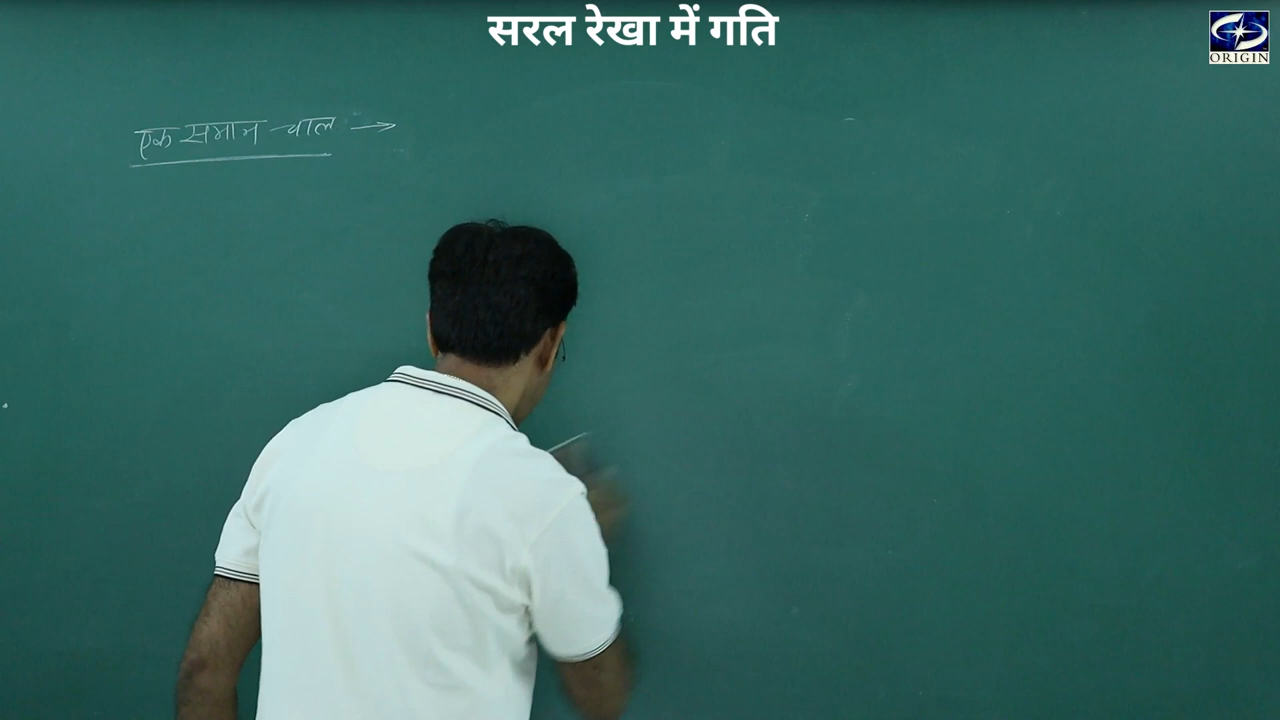 सरल रेखा में गति
ORIGIN
एक समान चाल →